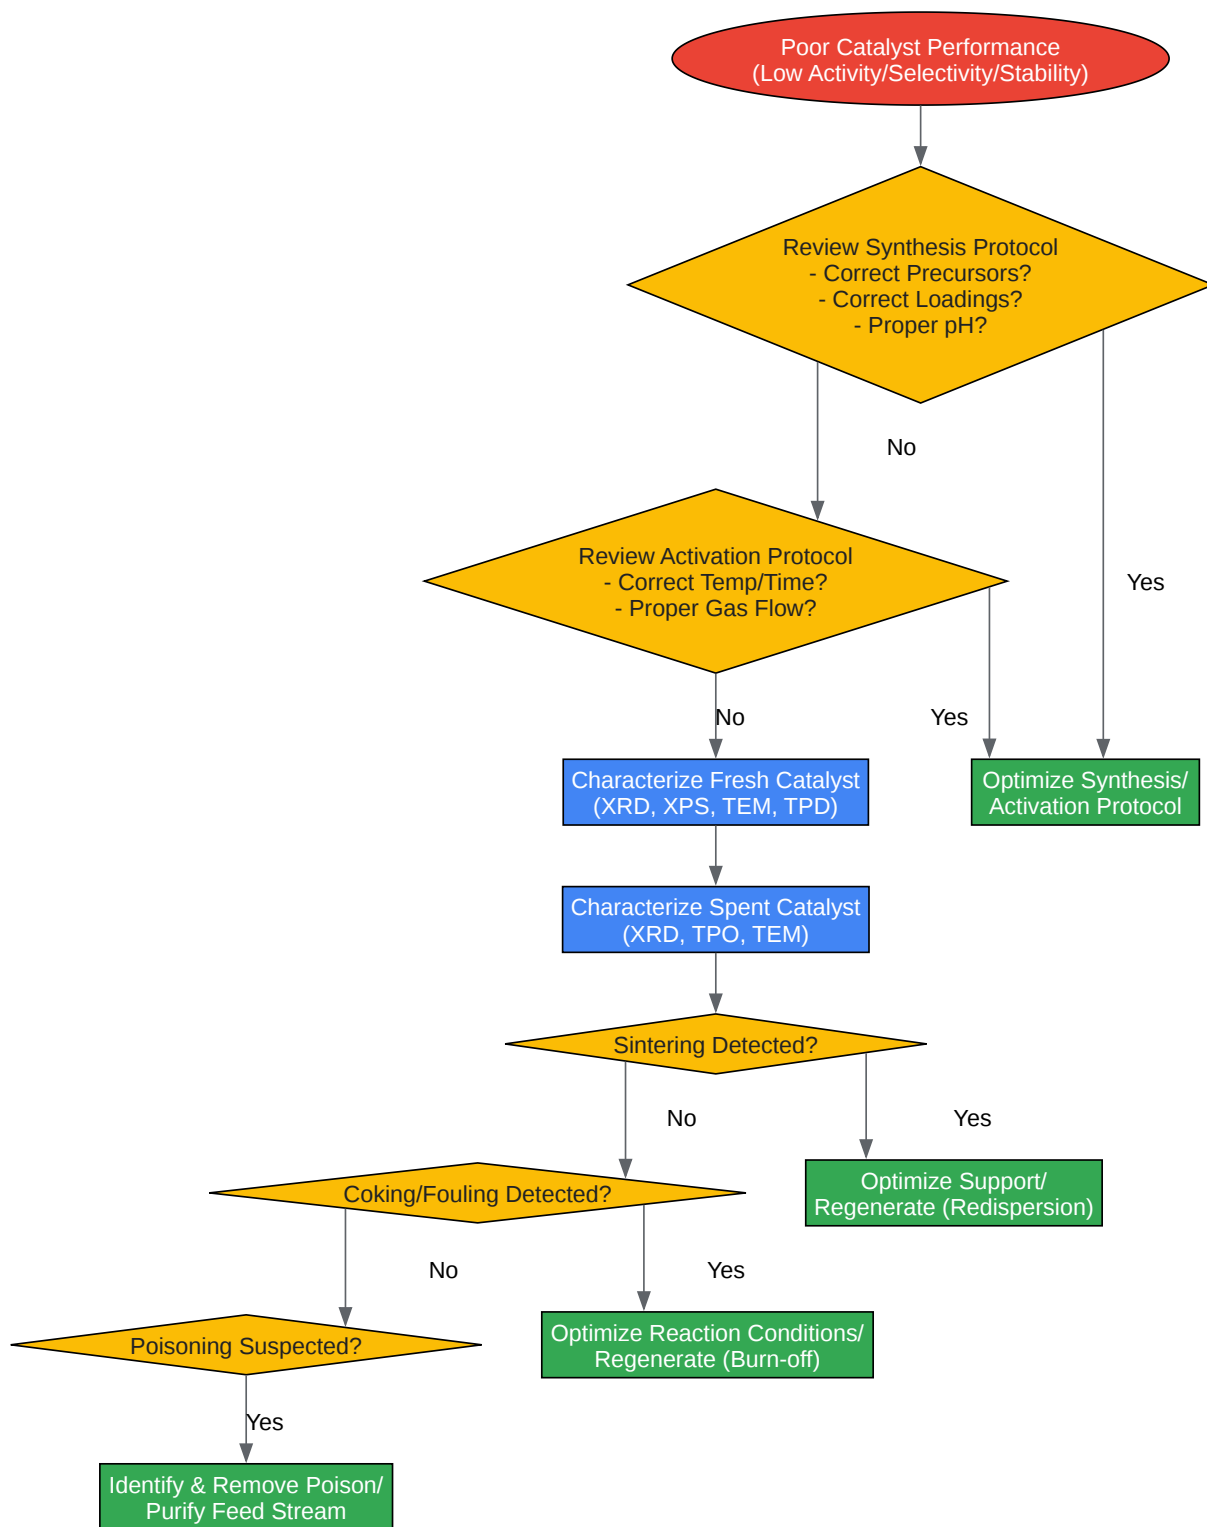 Poor Catalyst Performance
(Low Activity/Selectivity/Stability)
Review Synthesis Protocol
- Correct Precursors?
- Correct Loadings?
- Proper pH?
No
Review Activation Protocol
- Correct Temp/Time?
- Proper Gas Flow?
Yes
No
Yes
Characterize Fresh Catalyst
(XRD, XPS, TEM, TPD)
Optimize Synthesis/
Activation Protocol
Characterize Spent Catalyst
(XRD, TPO, TEM)
Sintering Detected?
No
Yes
Coking/Fouling Detected?
Optimize Support/
Regenerate (Redispersion)
No
Yes
Poisoning Suspected?
Optimize Reaction Conditions/
Regenerate (Burn-off)
Yes
Identify & Remove Poison/
Purify Feed Stream